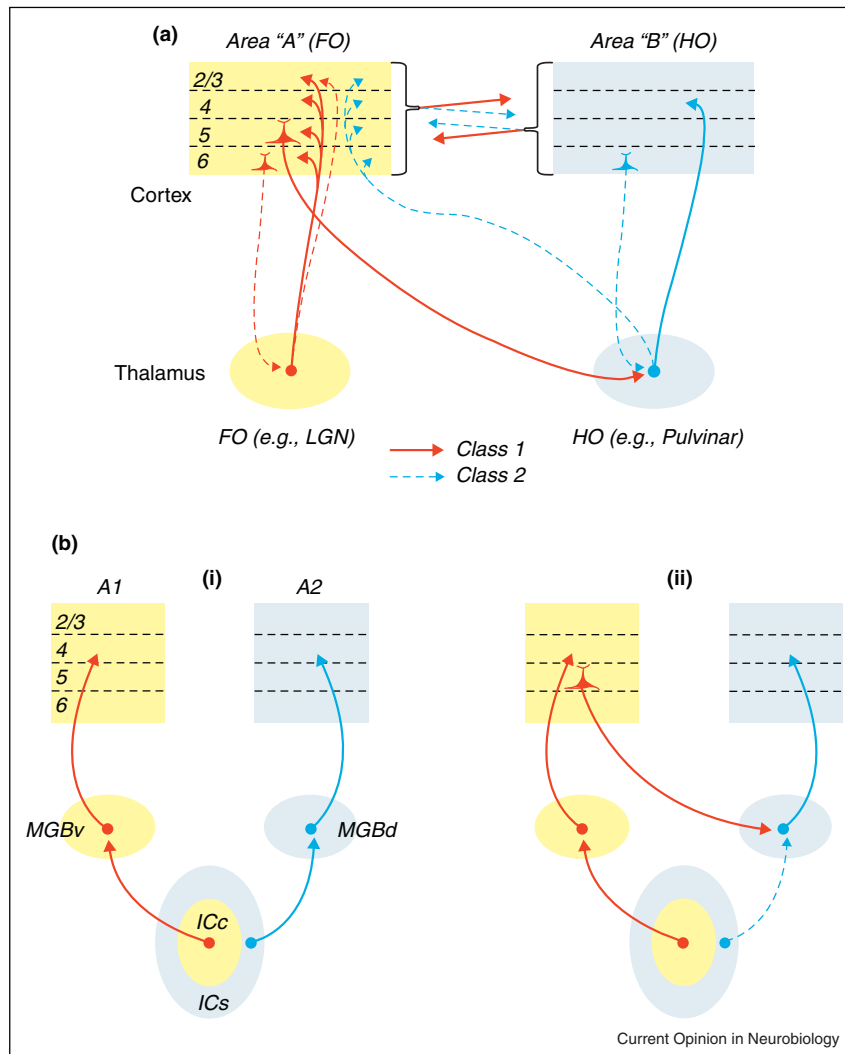 (a)
Area “A” (FO)
Area “B” (HO)
2/3
4
5
6
Cortex
Thalamus
FO (e.g., LGN)
HO (e.g., Pulvinar)
Class 1
Class 2
(b)
(i)
(ii)
A1
A2
2/3
4
5
6
MGBv
MGBd
ICc
ICs
Current Opinion in Neurobiology